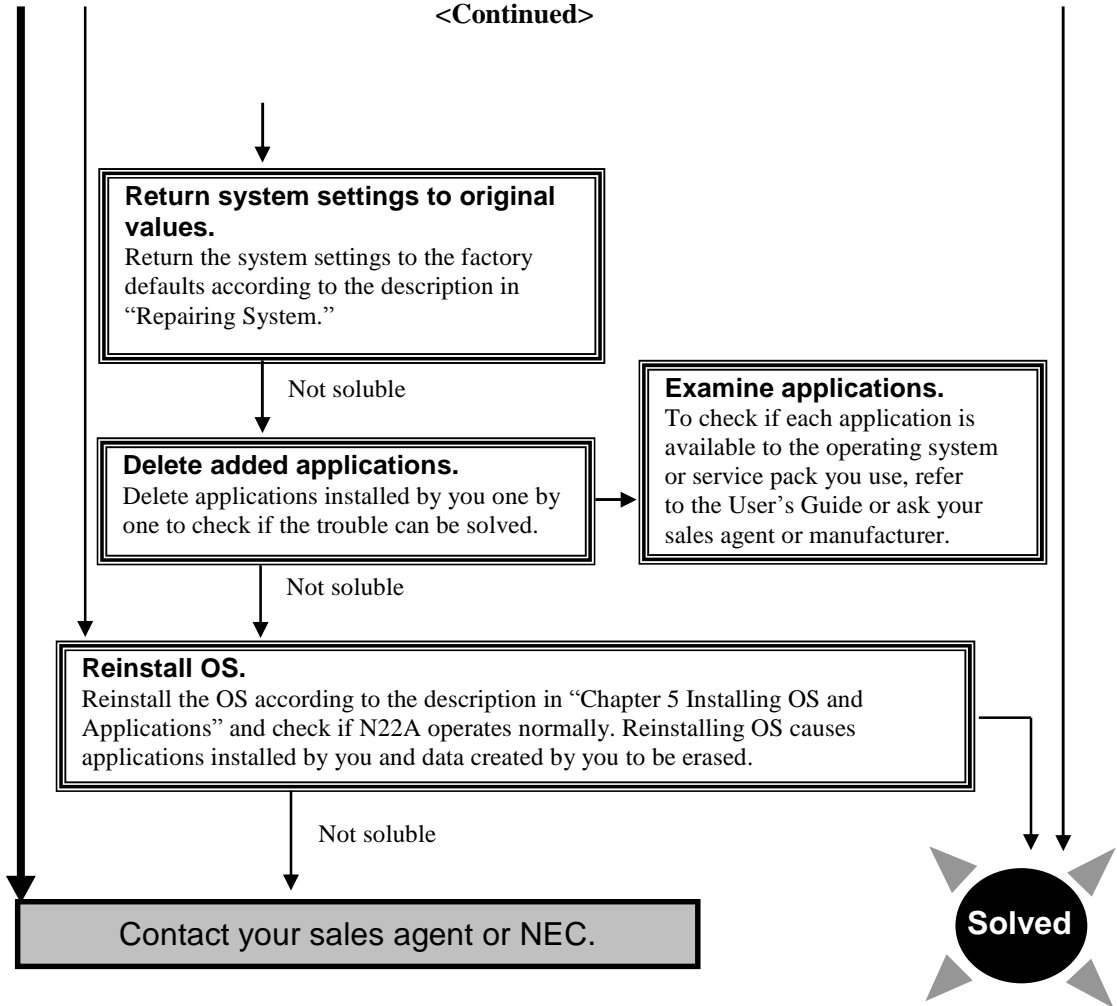 <Continued>
Return system settings to original
values.
Return the system settings to the factory
defaults according to the description in
“Repairing System.”
Not soluble
Examine applications.
To check if each application is
available to the operating system
or service pack you use, refer
to the User’s Guide or ask your
sales agent or manufacturer.
Delete added applications.
Delete applications installed by you one by
one to check if the trouble can be solved.
Not soluble
Reinstall OS.
Reinstall the OS according to the description in “Chapter 5 Installing OS and
Applications” and check if N22A operates normally. Reinstalling OS causes
applications installed by you and data created by you to be erased.
Not soluble
Contact your sales agent or NEC.
Solved